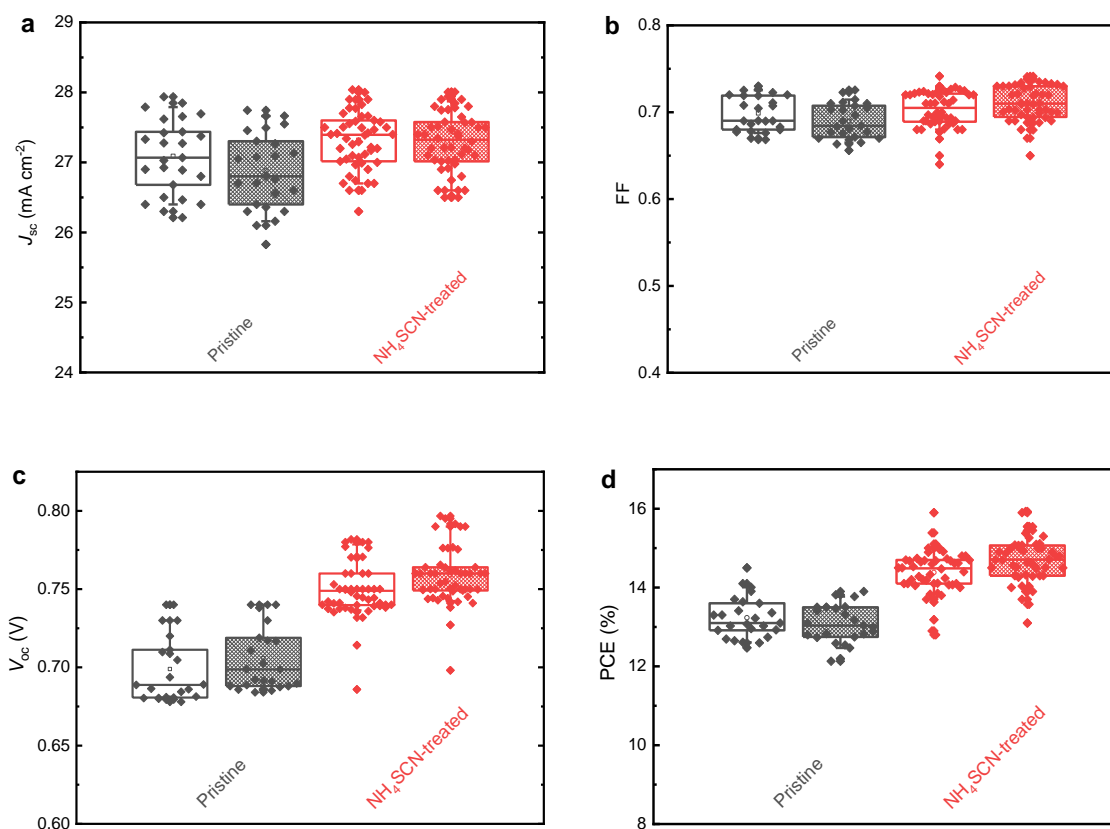 a
29
28
27
26
25
24
J_sc (mA cm⁻²)
Pristine
NH₄SCN-treated
b
0.8
0.7
0.6
0.5
0.4
FF
Pristine
NH₄SCN-treated
c
0.80
0.75
0.70
0.65
0.60
V_oc (V)
Pristine
NH₄SCN-treated
d
16
14
12
10
8
PCE (%)
Pristine
NH₄SCN-treated